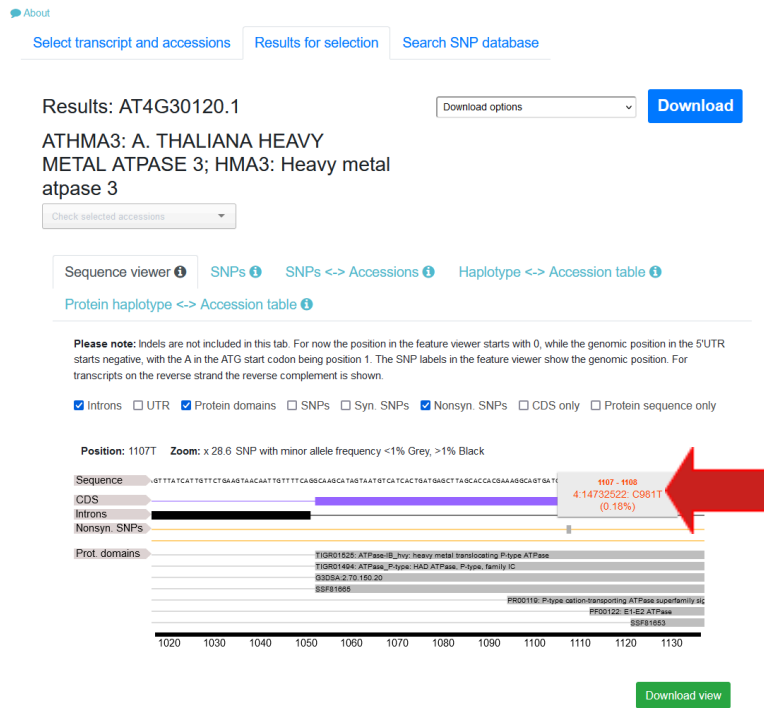 About
Select transcript and accessions
Results for selection
Search SNP database
Results: AT4G30120.1
Download options
Download
ATHMA3: A. THALIANA HEAVY
METAL ATPASE 3; HMA3: Heavy metal
atpase 3
Check selected accessions
Sequence viewer
SNPs
SNPs <-> Accessions
Haplotype <-> Accession table
Protein haplotype <-> Accession table
Please note: Indels are not included in this tab. For now the position in the feature viewer starts with 0, while the genomic position in the 5'UTR
starts negative, with the A in the ATG start codon being position 1. The SNP labels in the feature viewer show the genomic position. For
transcripts on the reverse strand the reverse complement is shown.
Introns
UTR
Protein domains
SNPs
Syn. SNPs
Nonsyn. SNPs
CDS only
Protein sequence only
Position: 1107T Zoom: x 28.6 SNP with minor allele frequency <1% Grey, >1% Black
Sequence
GTTTATCATTGTTCTGAAGTAACAATTGTTTTCAGGCAAGCATAGTAATGTCATCACTGATGAGCTTAGCACCACGAAAGGCAGTGAT
1107 - 1108
4:14732522: C981T
(0.18%)
CDS
Introns
Nonsyn. SNPs
Prot. domains
TIGR01525: ATPase-IB_hvy: heavy metal translocating P-type ATPase
TIGR01494: ATPase_P-type: HAD ATPase, P-type, family IC
G3DSA:2.70.150.20
SSF81665
PR00119: P-type cation-transporting ATPase superfamily sig
PF00122: E1-E2 ATPase
SSF81653
1020 1030 1040 1050 1060 1070 1080 1090 1100 1110 1120 1130
Download view